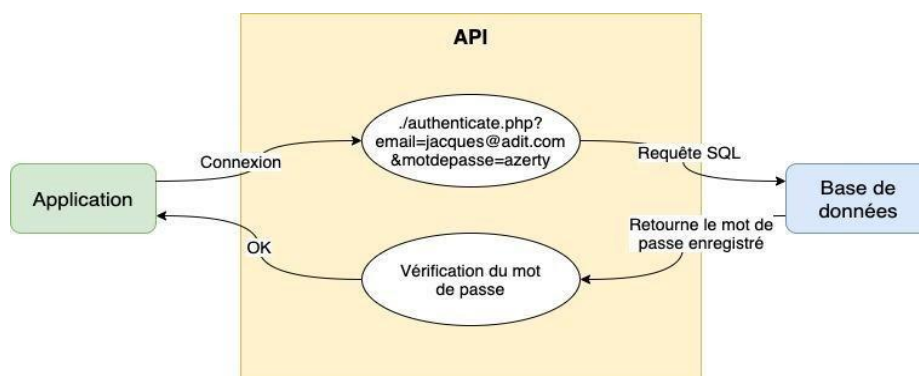 API
./authenticate.php?
email=jacques@adit.com
&motdepasse=azerty
Connexion
Requête SQL
Application
Base de
données
Retourne le mot de
passe enregistré
OK
Vérification du mot
de passe